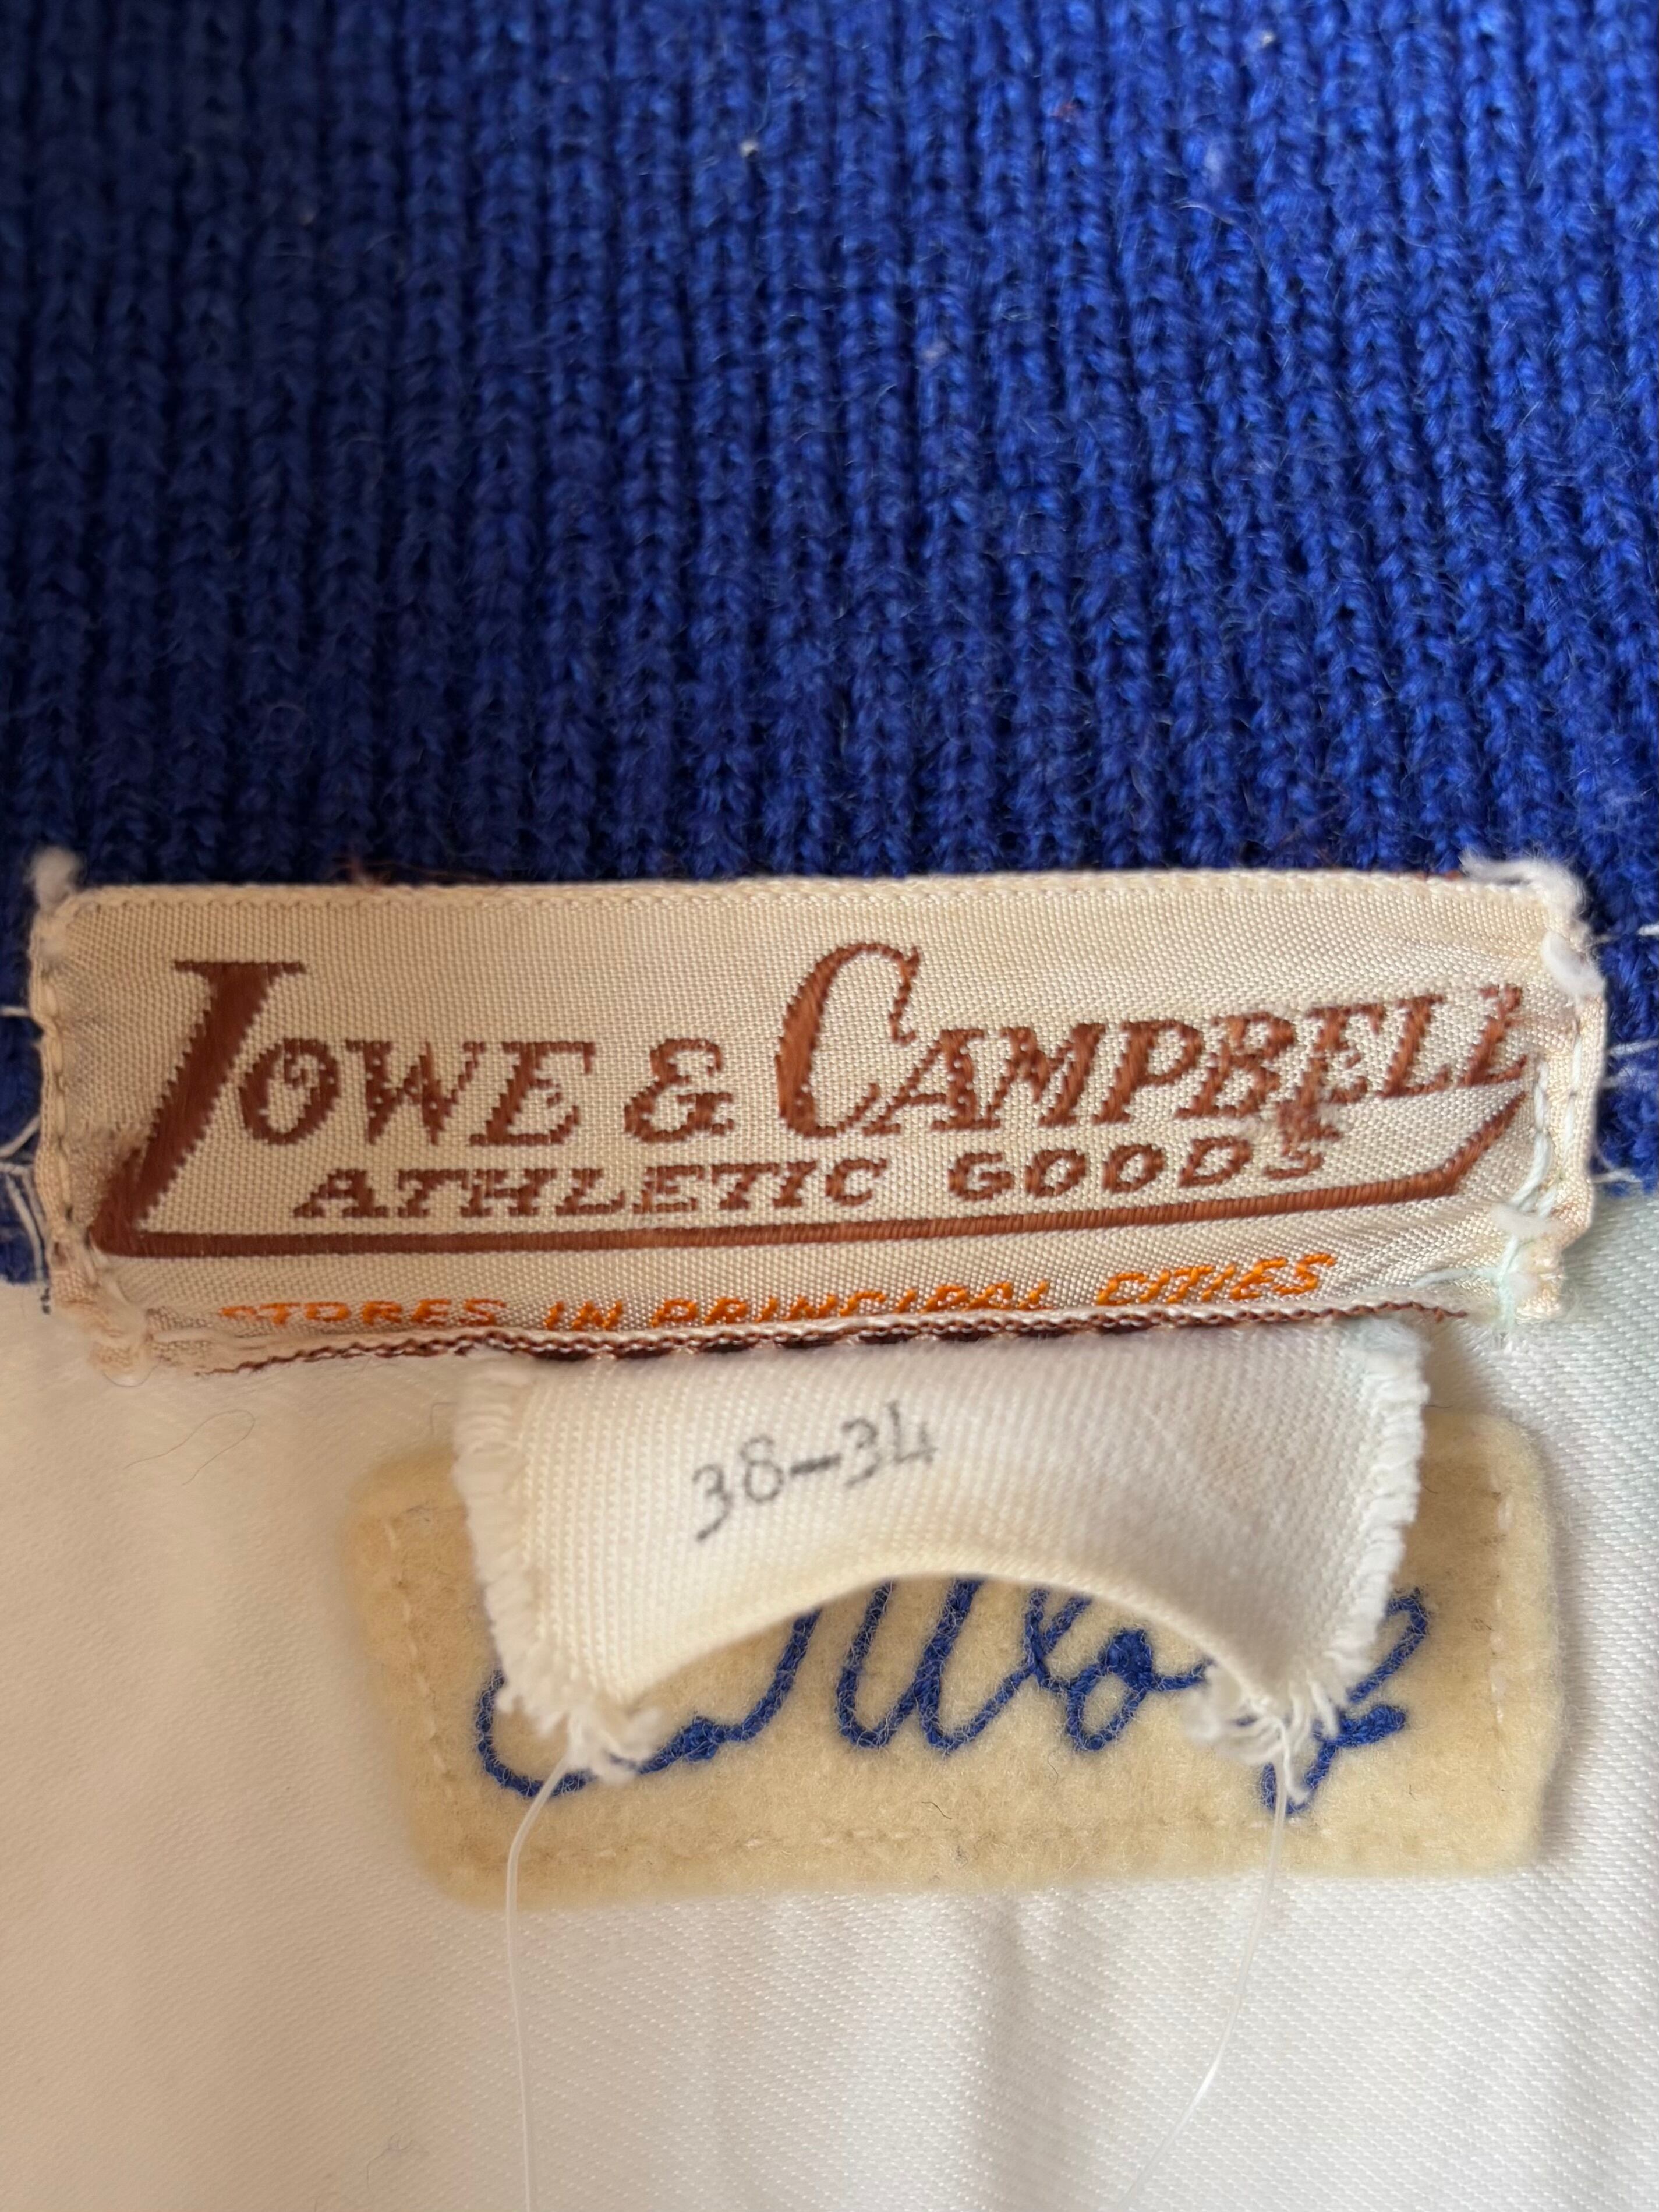 LOWE & CAMPBELL
ATHLETIC GOODS
STORES IN PRINCIPAL CITIES
38-34